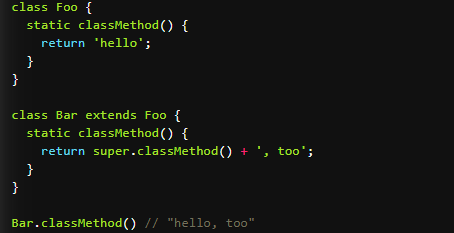 class Foo {
  static classMethod() {
    return 'hello';
  }
}

class Bar extends Foo {
  static classMethod() {
    return super.classMethod() + ', too';
  }
}

Bar.classMethod() // "hello, too"